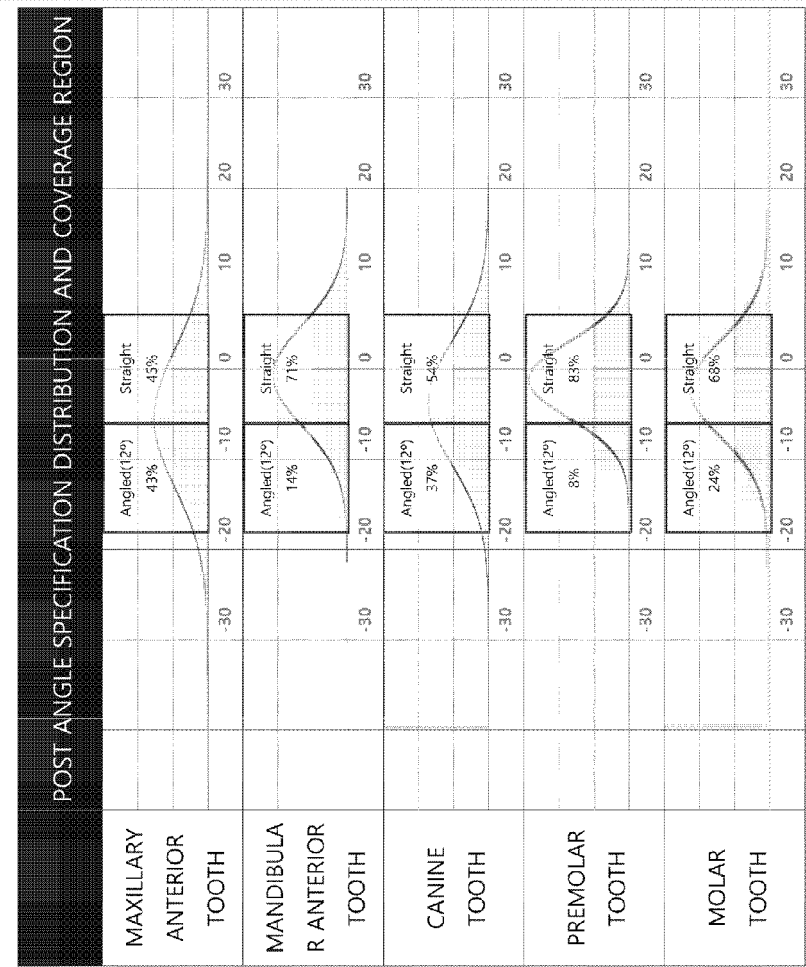 POST ANGLE SPECIFICATION DISTRIBUTION AND COVERAGE REGION
MAXILLARY
ANTERIOR
TOOTH
Angled(12º)
43%
Straight
45%
-30 -20 -10 0 10 20 30
MANDIBULA
R ANTERIOR
TOOTH
Angled(12º)
14%
Straight
71%
-30 -20 -10 0 10 20 30
CANINE
TOOTH
Angled(12º)
37%
Straight
54%
-30 -20 -10 0 10 20 30
PREMOLAR
TOOTH
Angled(12º)
8%
Straight
83%
-30 -20 -10 0 10 20 30
MOLAR
TOOTH
Angled(12º)
24%
Straight
68%
-30 -20 -10 0 10 20 30